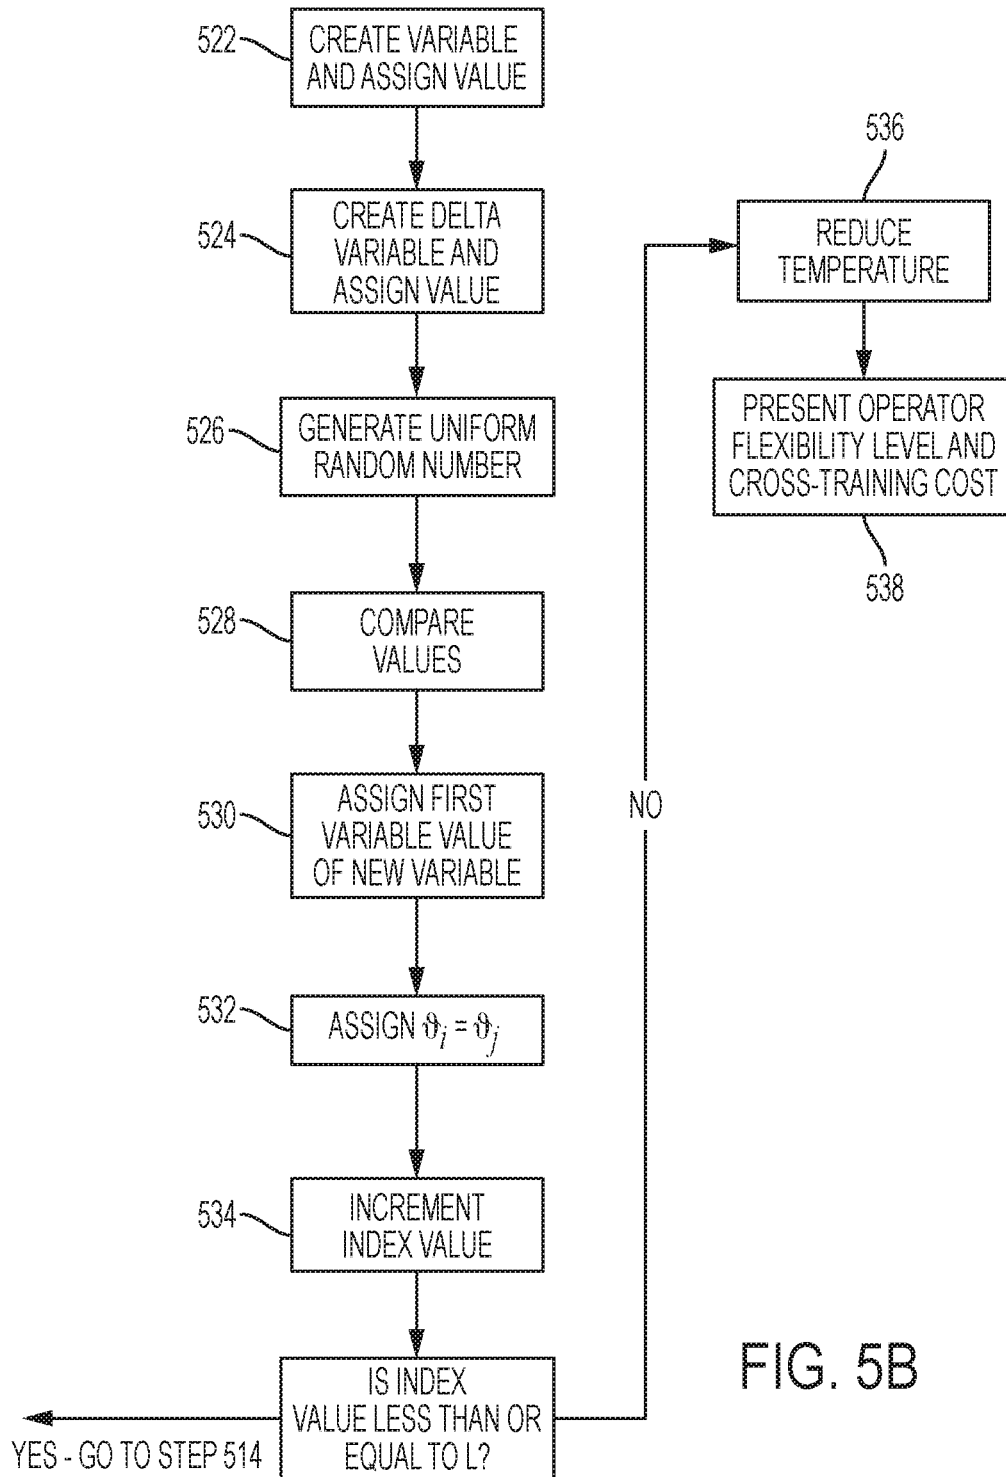 522
CREATE VARIABLE
AND ASSIGN VALUE
524
CREATE DELTA
VARIABLE AND
ASSIGN VALUE
526
GENERATE UNIFORM
RANDOM NUMBER
528
COMPARE
VALUES
530
ASSIGN FIRST
VARIABLE VALUE
OF NEW VARIABLE
532
ASSIGN ϑi = ϑj
534
INCREMENT
INDEX VALUE
IS INDEX
VALUE LESS THAN OR
EQUAL TO L?
YES - GO TO STEP 514
NO
536
REDUCE
TEMPERATURE
PRESENT OPERATOR
FLEXIBILITY LEVEL AND
CROSS-TRAINING COST
538
FIG. 5B